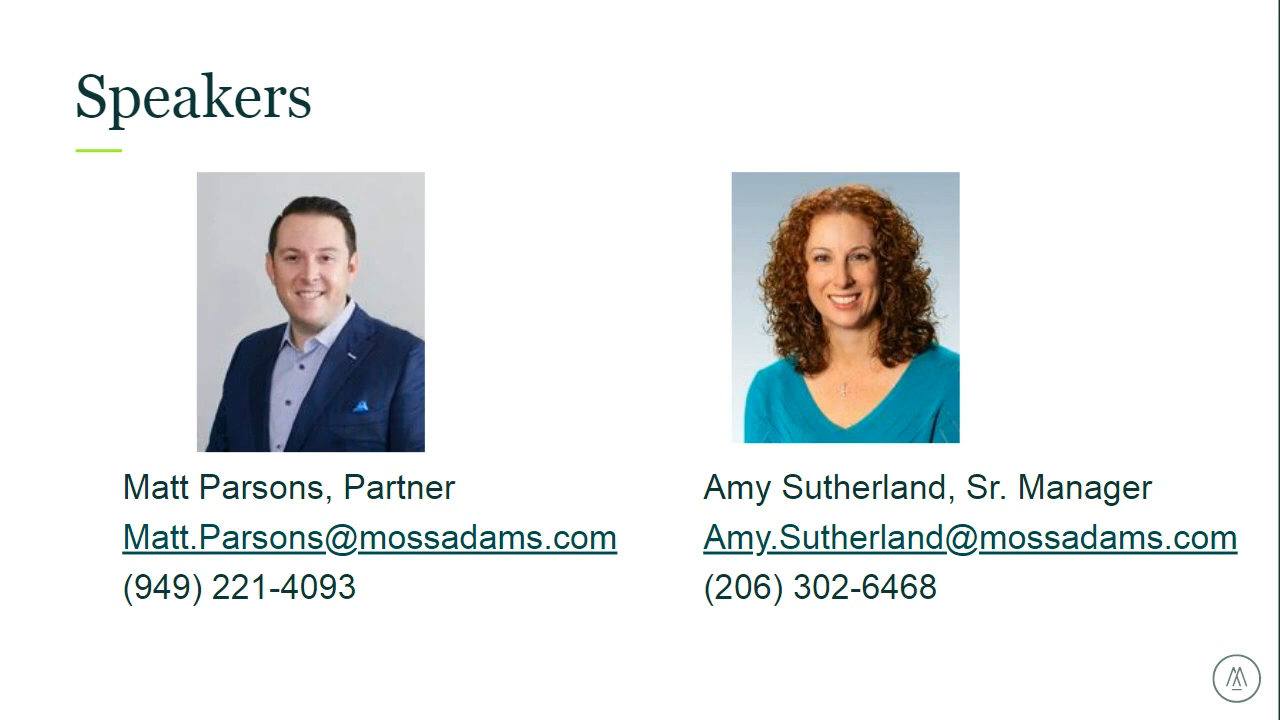 Speakers
Matt Parsons, Partner
Matt.Parsons@mossadams.com
(949) 221-4093
Amy Sutherland, Sr. Manager
Amy.Sutherland@mossadams.com
(206) 302-6468